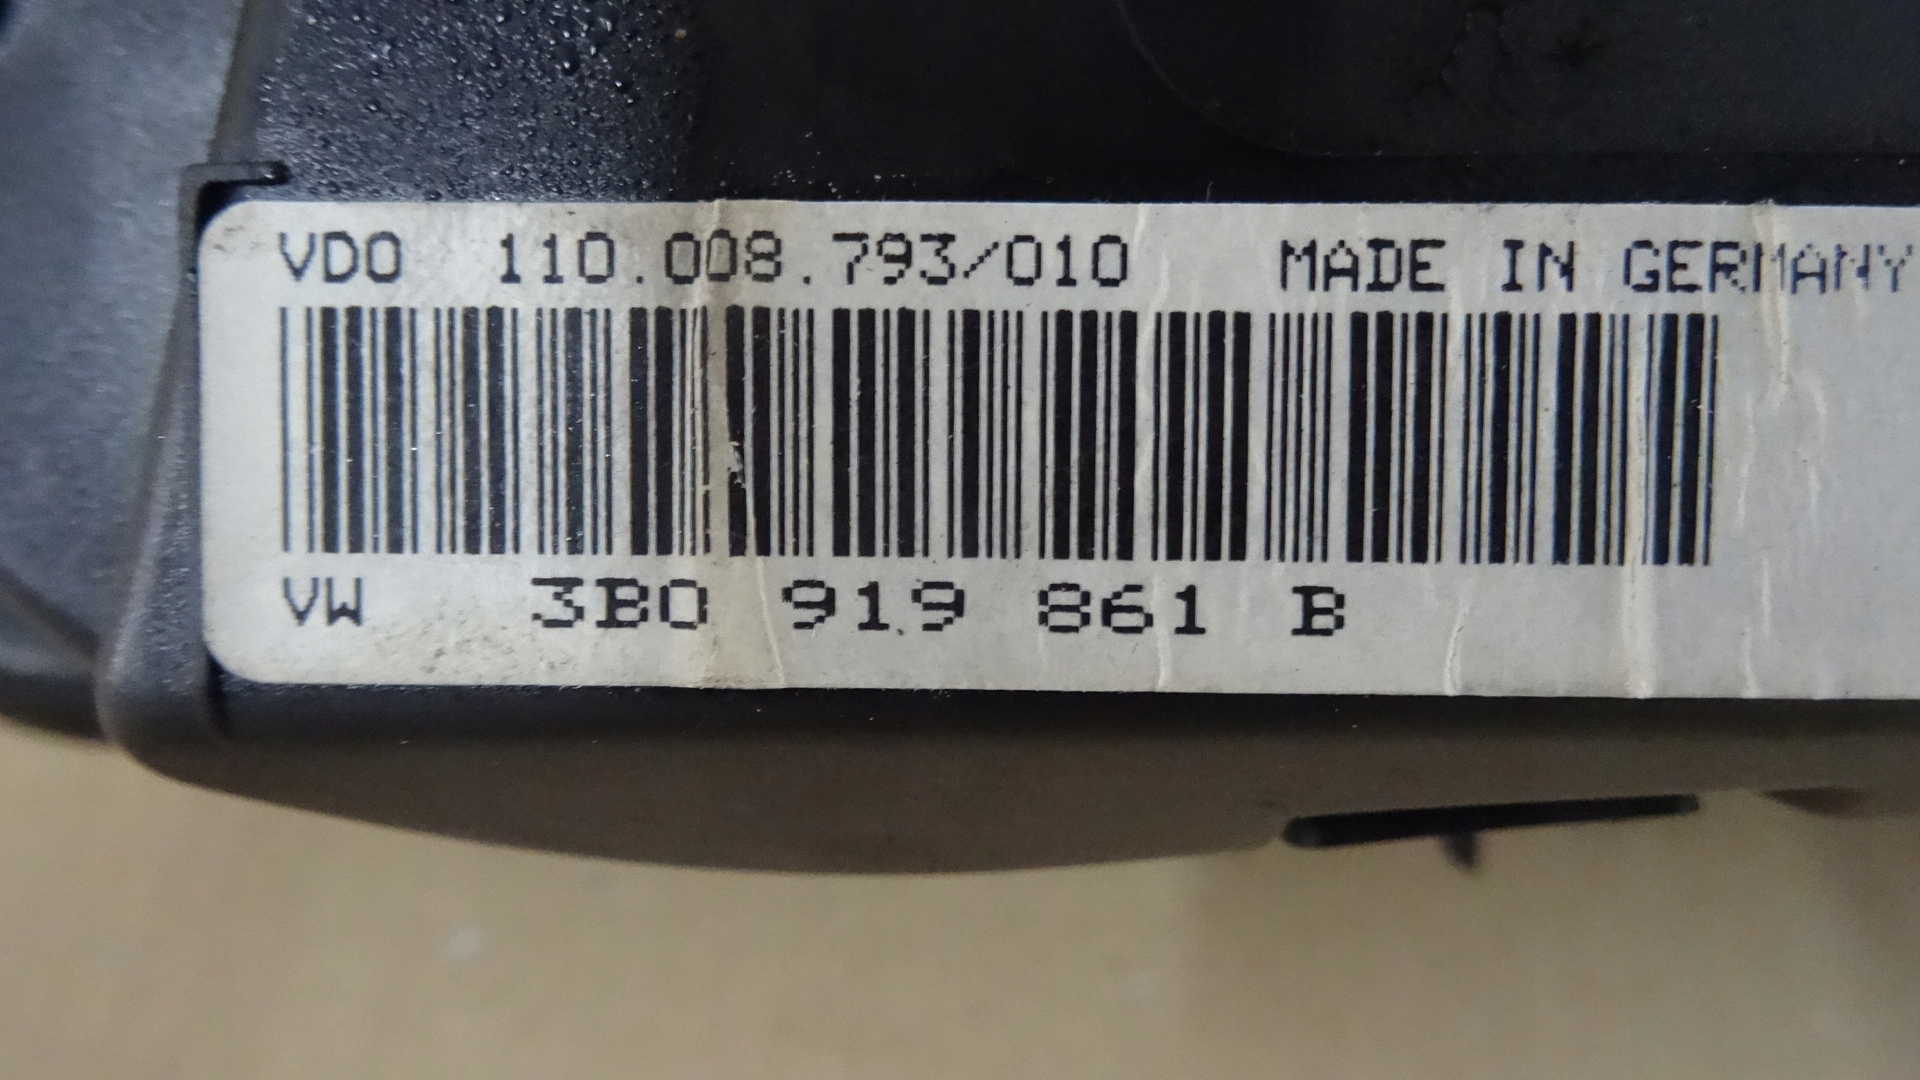 VDO 110.008.793/010 MADE IN GERMANY
VW 3B0 919 861 B